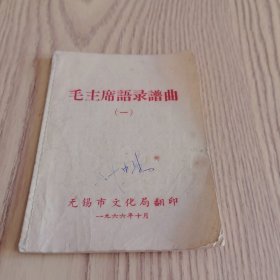 毛主席語录譜曲
（一）
无锡市文化局翻印
一九六六年十月